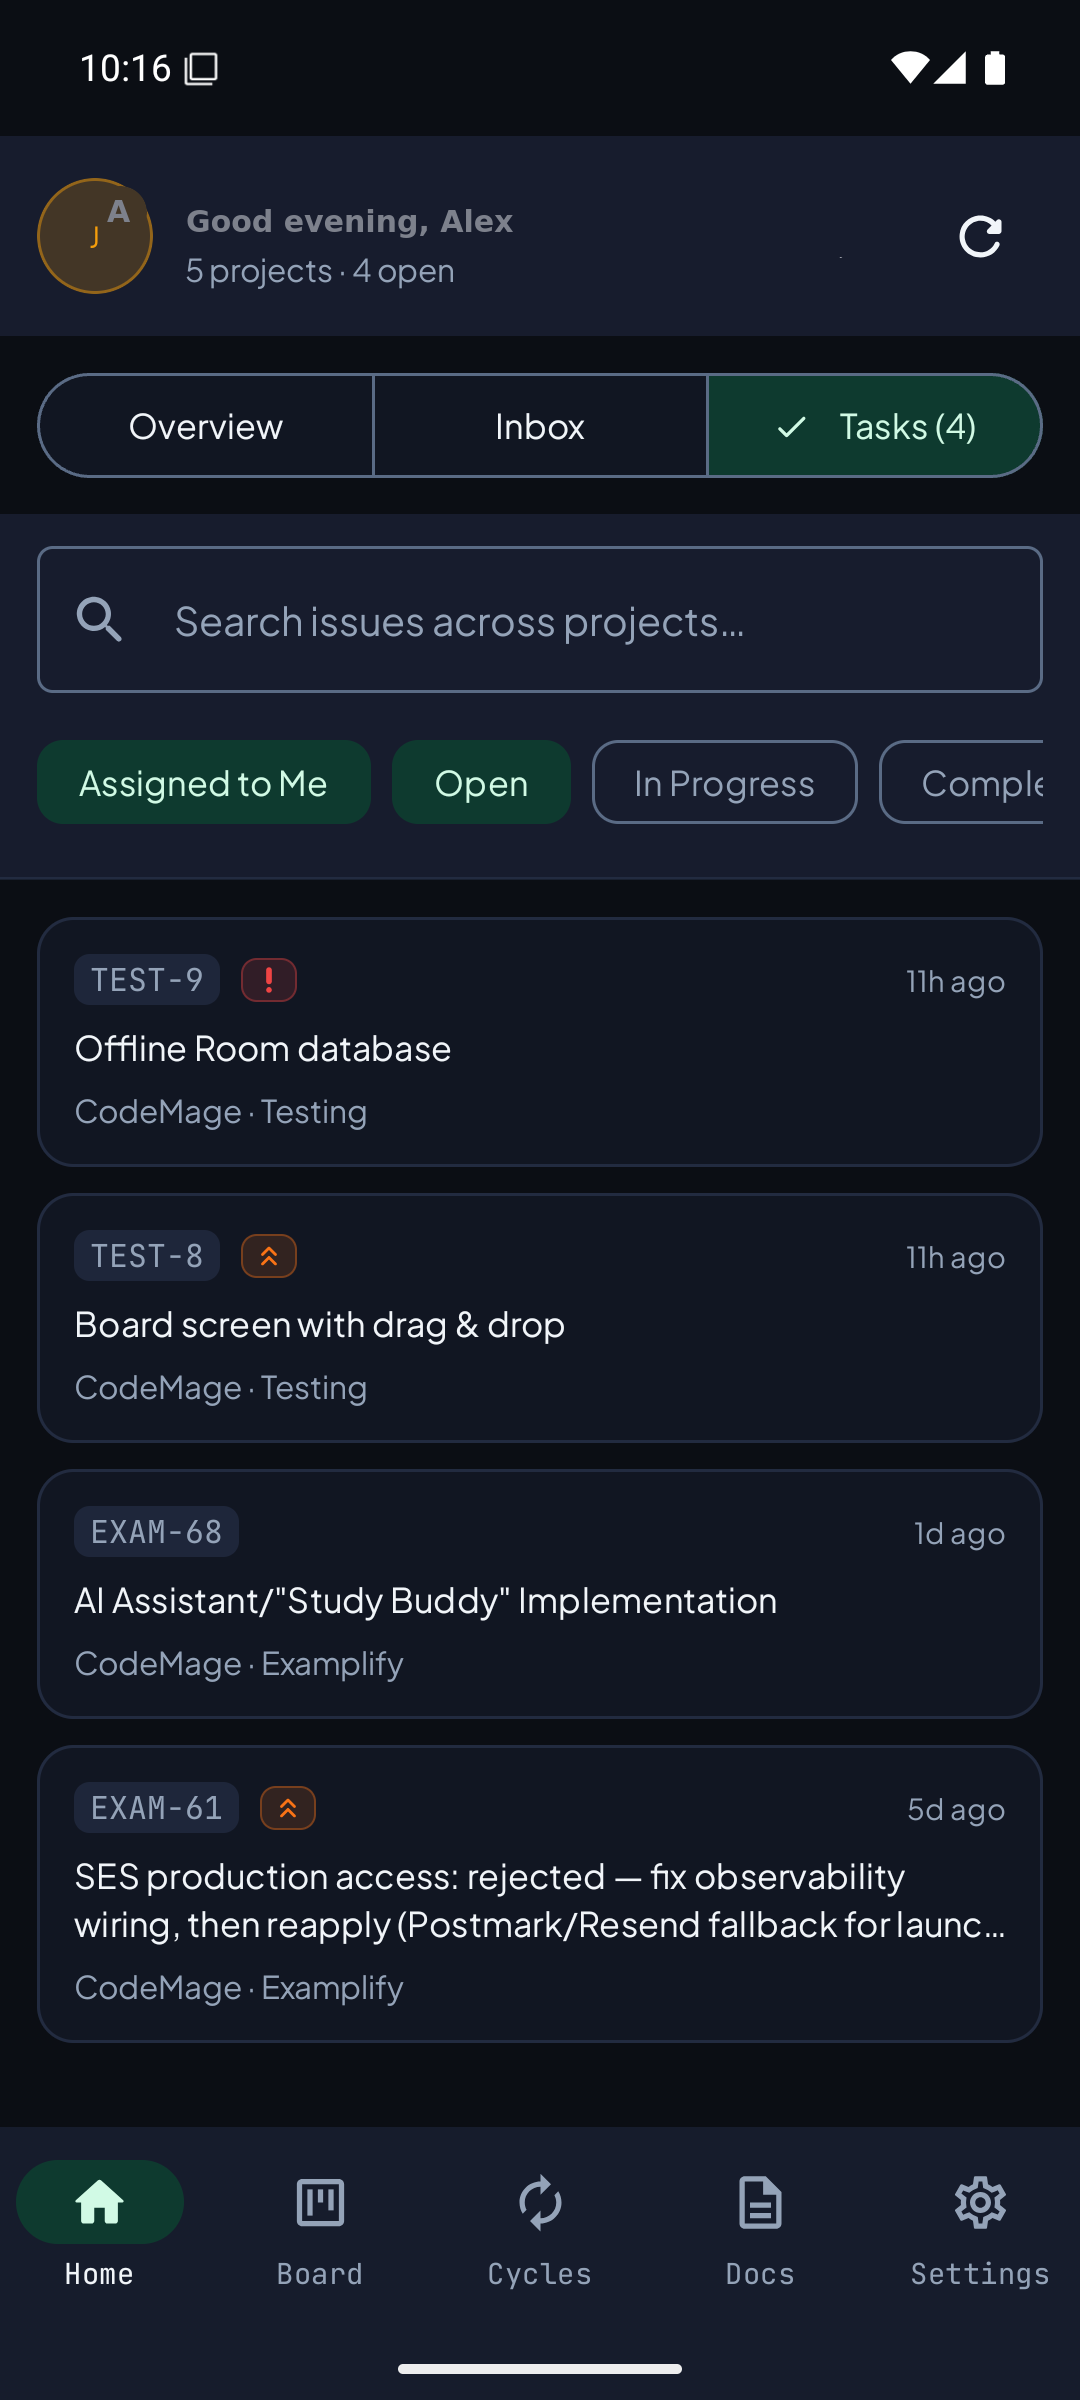 10:16
A
J
Good evening, Alex
5 projects · 4 open
Overview
Inbox
Tasks (4)
Search issues across projects...
Assigned to Me
Open
In Progress
Comple
TEST-9
11h ago
Offline Room database
CodeMage · Testing
TEST-8
11h ago
Board screen with drag & drop
CodeMage · Testing
EXAM-68
1d ago
AI Assistant/"Study Buddy" Implementation
CodeMage · Examplify
EXAM-61
5d ago
SES production access: rejected — fix observability
wiring, then reapply (Postmark/Resend fallback for launc...
CodeMage · Examplify
Home
Board
Cycles
Docs
Settings